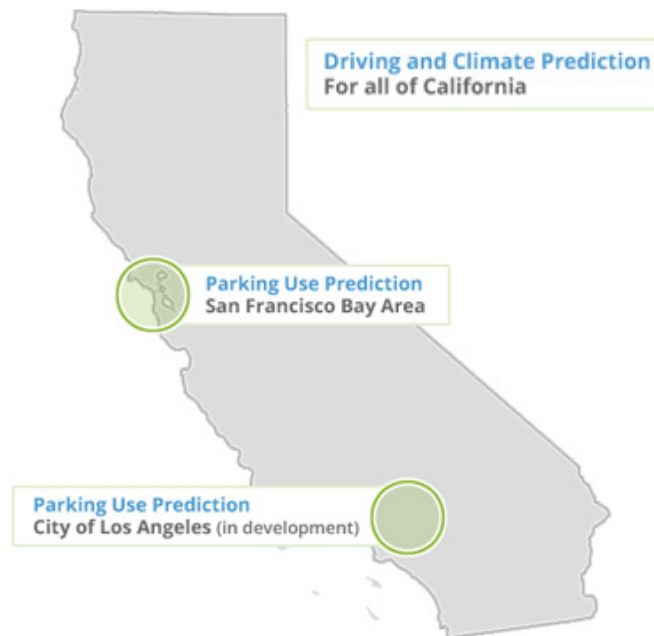 Driving and Climate Prediction
For all of California
Parking Use Prediction
San Francisco Bay Area
Parking Use Prediction
City of Los Angeles (in development)